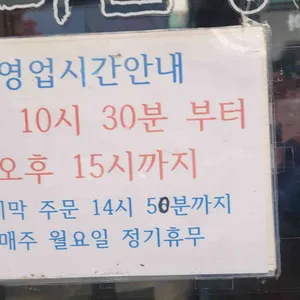 영업시간안내
10시 30분 부터
오후 15시까지
막 주문 14시 50분까지
매주 월요일 정기휴무